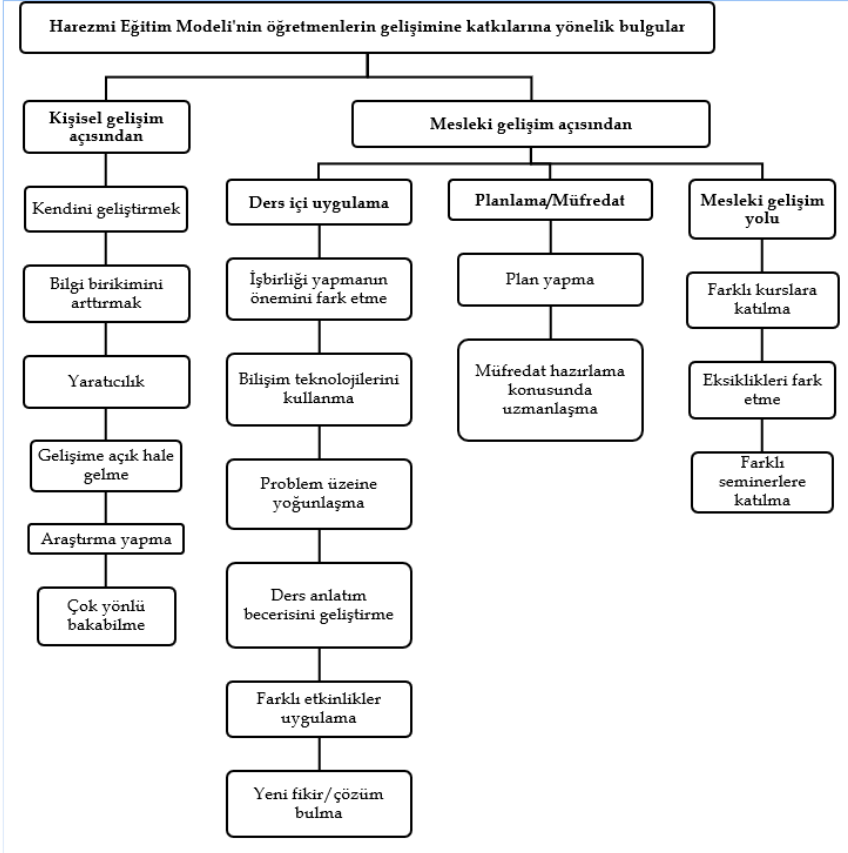 Harezmi Eğitim Modeli'nin öğretmenlerin gelişimine katkılarına yönelik bulgular
Kişisel gelişim
açısından
Kendini geliştirmek
Bilgi birikimini
arttırmak
Yaratıcılık
Gelişime açık hale
gelme
Araştırma yapma
Çok yönlü
bakabilme
Mesleki gelişim açısından
Ders içi uygulama
İşbirliği yapmanın
önemini fark etme
Bilişim teknolojilerini
kullanma
Problem üzeine
yoğunlaşma
Ders anlatım
becerisini geliştirme
Farklı etkinlikler
uygulama
Yeni fikir/çözüm
bulma
Planlama/Müfredat
Plan yapma
Müfredat hazırlama
konusunda
uzmanlaşma
Mesleki gelişim
yolu
Farklı kurslara
katılma
Eksiklikleri fark
etme
Farklı
seminerlere
katılma